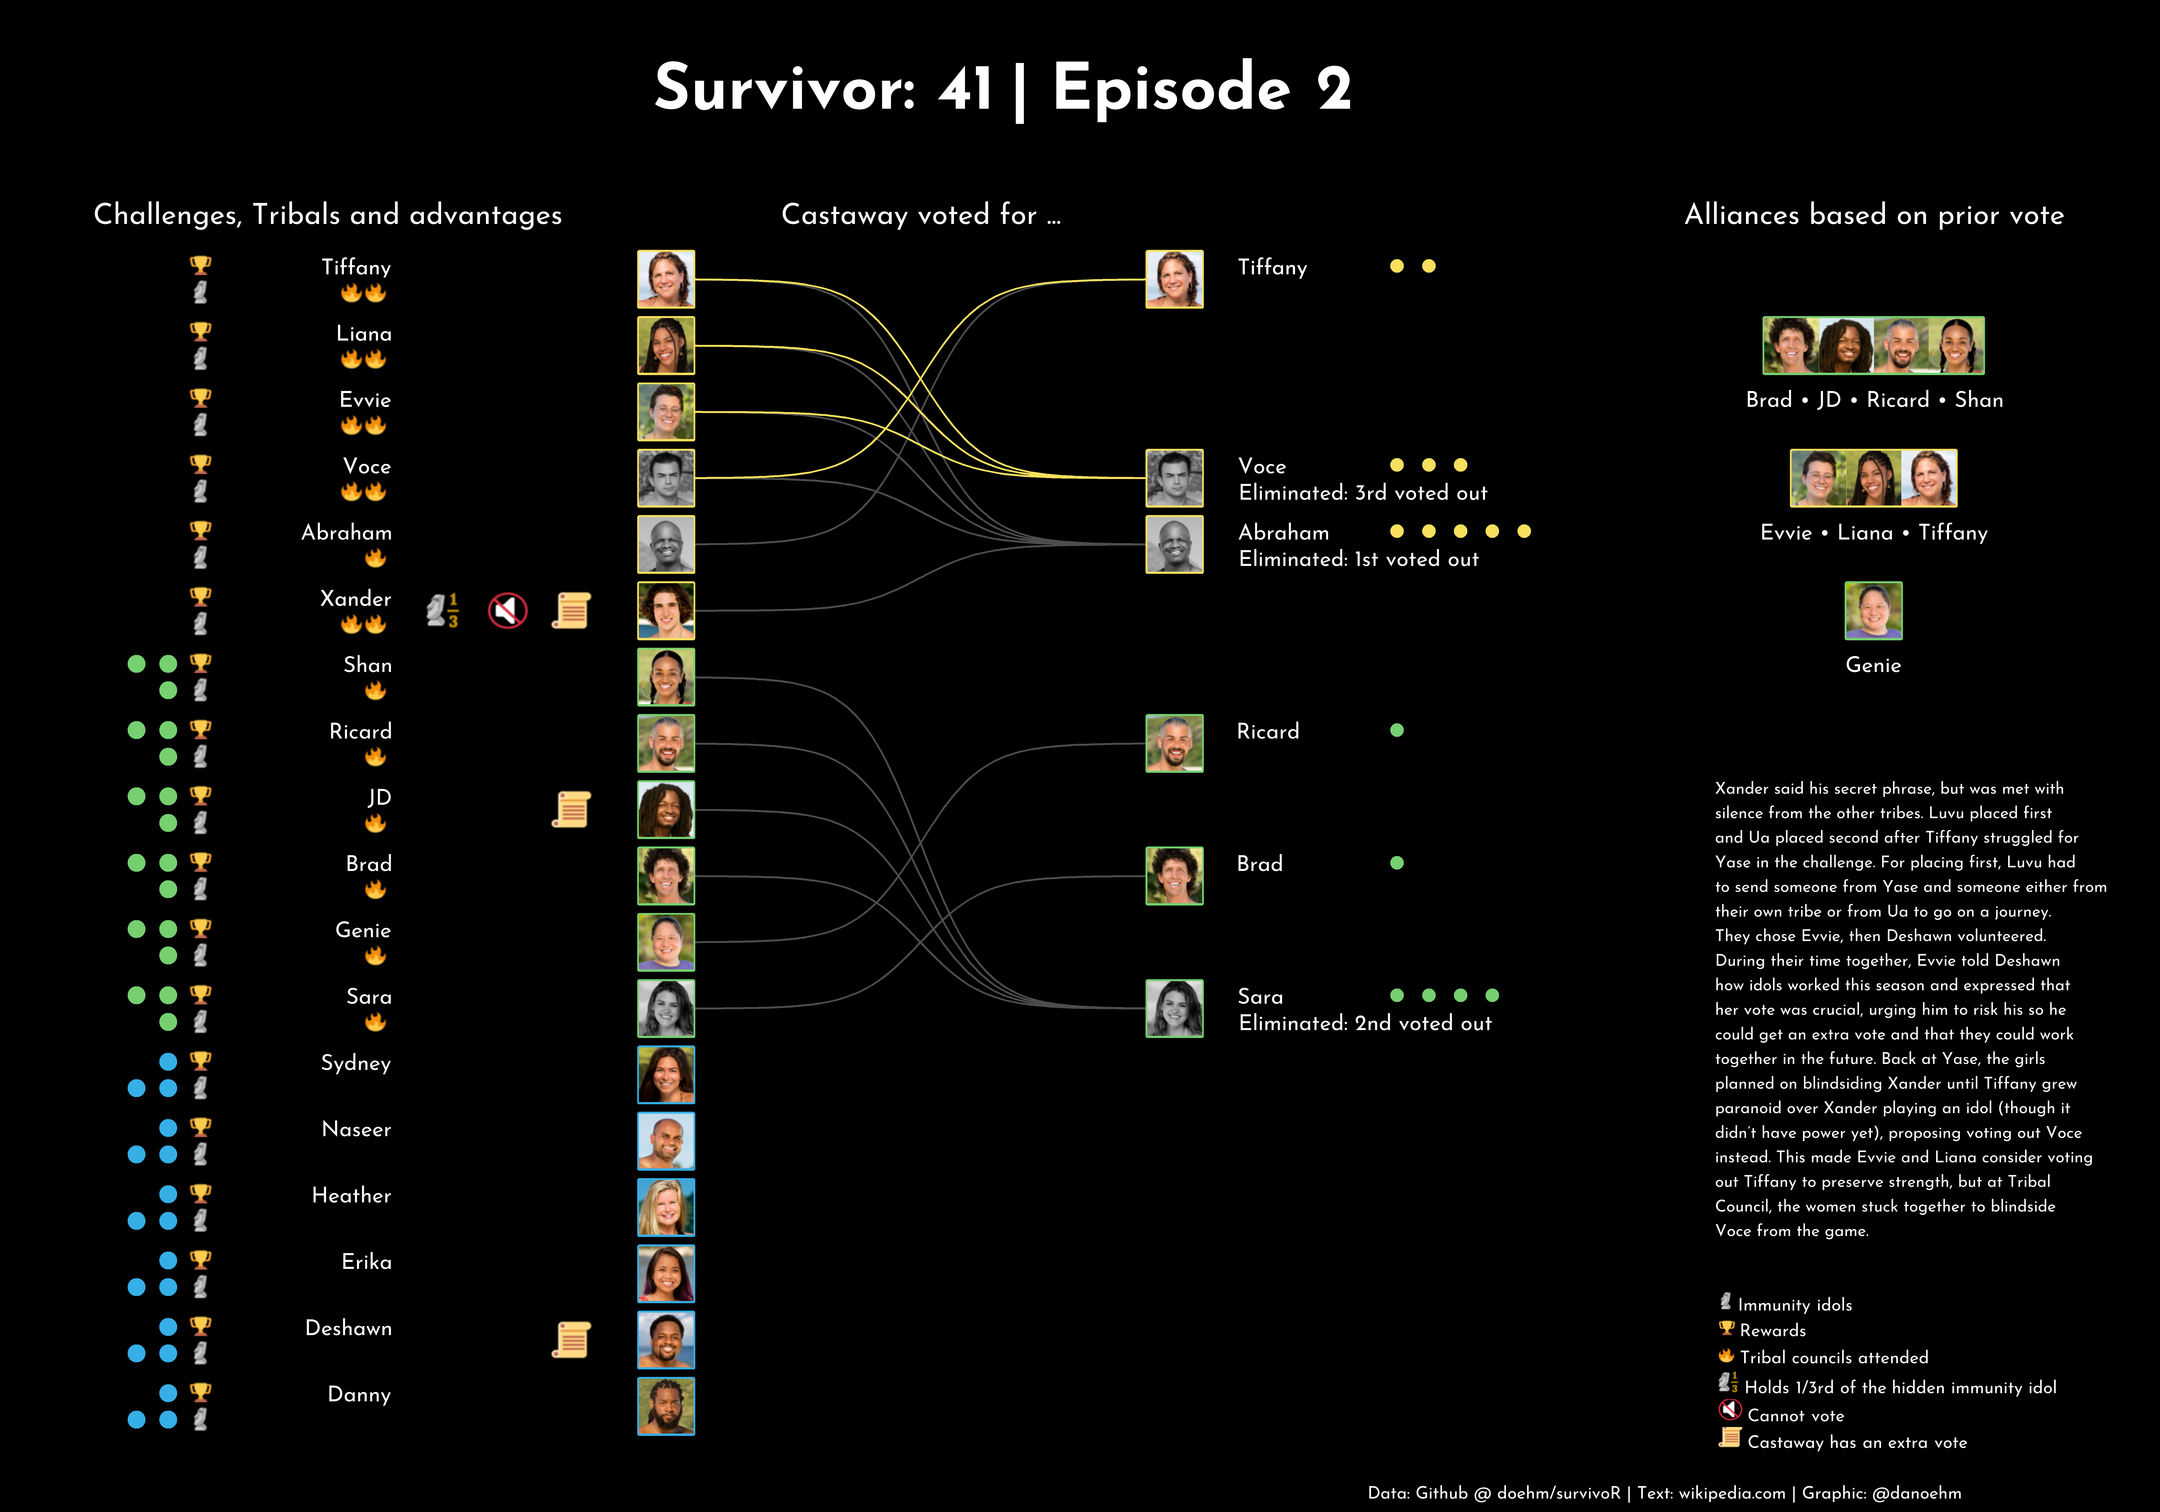 Survivor: 41 | Episode 2
Challenges, Tribals and advantages
Castaway voted for ...
Alliances based on prior vote
Tiffany
Liana
Evvie
Voce
Abraham
Xander
1
3
Shan
Ricard
JD
Brad
Genie
Sara
Sydney
Naseer
Heather
Erika
Deshawn
Danny
Tiffany
Voce
Eliminated: 3rd voted out
Abraham
Eliminated: 1st voted out
Ricard
Brad
Sara
Eliminated: 2nd voted out
Brad • JD • Ricard • Shan
Evvie • Liana • Tiffany
Genie
Xander said his secret phrase, but was met with
silence from the other tribes. Luvu placed first
and Ua placed second after Tiffany struggled for
Yase in the challenge. For placing first, Luvu had
to send someone from Yase and someone either from
their own tribe or from Ua to go on a journey.
They chose Evvie, then Deshawn volunteered.
During their time together, Evvie told Deshawn
how idols worked this season and expressed that
her vote was crucial, urging him to risk his so he
could get an extra vote and that they could work
together in the future. Back at Yase, the girls
planned on blindsiding Xander until Tiffany grew
paranoid over Xander playing an idol (though it
didn't have power yet), proposing voting out Voce
instead. This made Evvie and Liana consider voting
out Tiffany to preserve strength, but at Tribal
Council, the women stuck together to blindside
Voce from the game.
Immunity idols
Rewards
Tribal councils attended
1
3
Holds 1/3rd of the hidden immunity idol
Cannot vote
Castaway has an extra vote
Data: Github @ doehm/survivoR | Text: wikipedia.com | Graphic: @danoehm